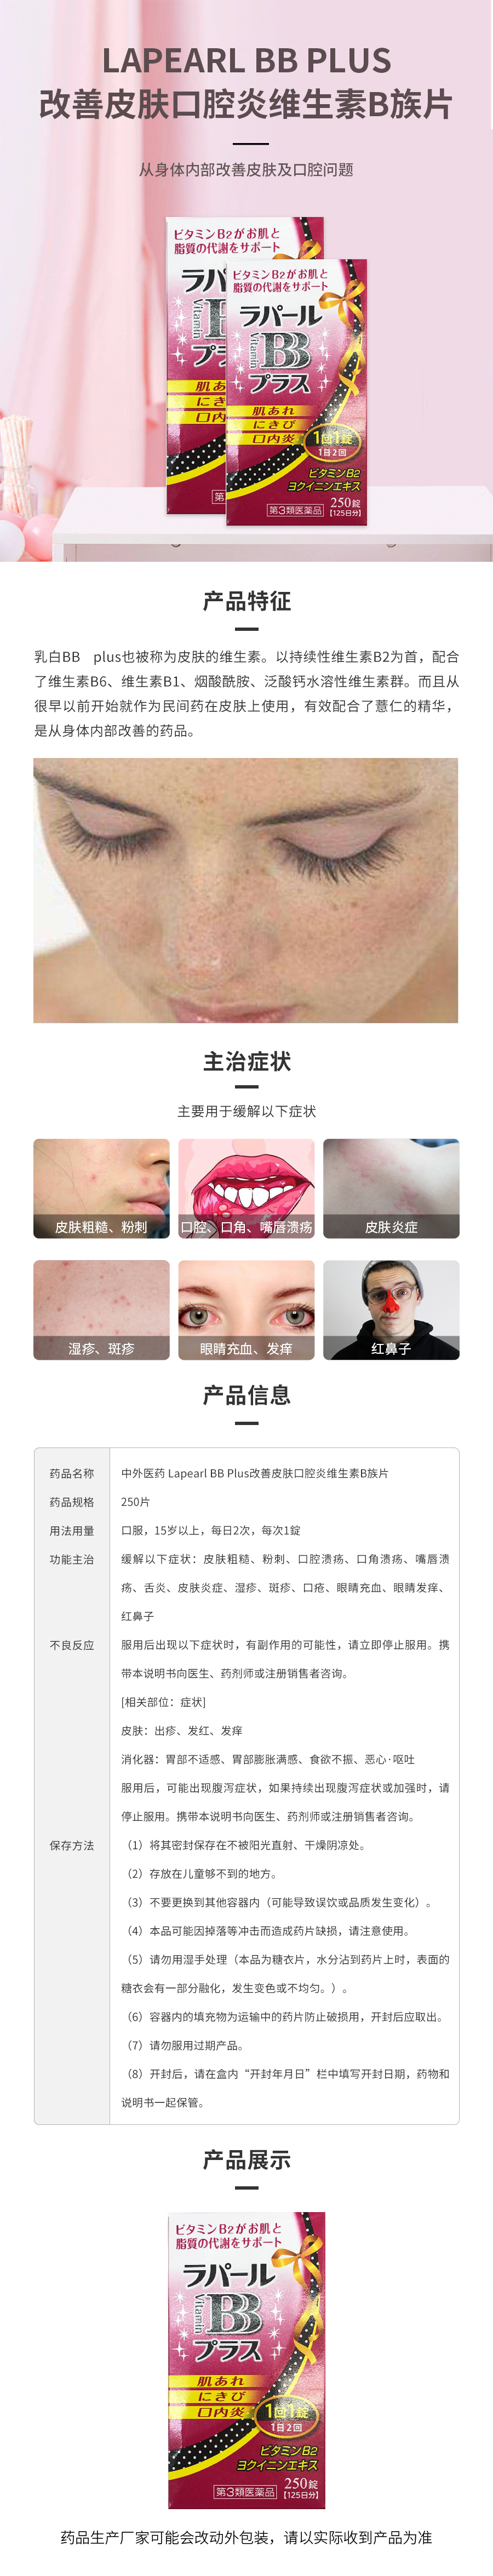 LAPEARL BB PLUS
改善皮肤口腔炎维生素B族片
从身体内部改善皮肤及口腔问题
ビタミンB2がお肌と
脂質の代謝をサポート
ビタミンB2がお肌と
脂質の代謝をサポート
ラパール
Vitamin
BB
プラス
肌あれ
にきび
口内炎
1回1錠
1日2回
ビタミンB2
ヨクイニンエキス
第3類医薬品
250錠
【125日分】
产品特征
乳白BB plus也被称为皮肤的维生素。以持续性维生素B2为首，配合
了维生素B6、维生素B1、烟酸酰胺、泛酸钙水溶性维生素群。而且从
很早以前开始就作为民间药在皮肤上使用，有效配合了薏仁的精华，
是从身体内部改善的药品。
主治症状
主要用于缓解以下症状
皮肤粗糙、粉刺
口腔、口角、嘴唇溃疡
皮肤炎症
湿疹、斑疹
眼睛充血、发痒
红鼻子
产品信息
药品名称 中外医药 Lapearl BB Plus改善皮肤口腔炎维生素B族片
药品规格 250片
用法用量 口服，15岁以上，每日2次，每次1锭
功能主治 缓解以下症状：皮肤粗糙、粉刺、口腔溃疡、口角溃疡、嘴唇溃
疡、舌炎、皮肤炎症、湿疹、斑疹、口疮、眼睛充血、眼睛发痒、
红鼻子
不良反应 服用后出现以下症状时，有副作用的可能性，请立即停止服用。携
带本说明书向医生、药剂师或注册销售者咨询。
[相关部位：症状]
皮肤：出疹、发红、发痒
消化器：胃部不适感、胃部膨胀满感、食欲不振、恶心·呕吐
服用后，可能出现腹泻症状，如果持续出现腹泻症状或加强时，请
停止服用。携带本说明书向医生、药剂师或注册销售者咨询。
保存方法 （1）将其密封保存在不被阳光直射、干燥阴凉处。
（2）存放在儿童够不到的地方。
（3）不要更换到其他容器内（可能导致误饮或品质发生变化）。
（4）本品可能因掉落等冲击而造成药片缺损，请注意使用。
（5）请勿用湿手处理（本品为糖衣片，水分沾到药片上时，表面的
糖衣会有一部分融化，发生变色或不均匀。）。
（6）容器内的填充物为运输中的药片防止破损用，开封后应取出。
（7）请勿服用过期产品。
（8）开封后，请在盒内“开封年月日”栏中填写开封日期，药物和
说明书一起保管。
产品展示
ビタミンB2がお肌と
脂質の代謝をサポート
ラパール
Vitamin
BB
プラス
肌あれ
にきび
口内炎
1回1錠
1日2回
ビタミンB2
ヨクイニンエキス
第3類医薬品
250錠
【125日分】
药品生产厂家可能会改动外包装，请以实际收到产品为准